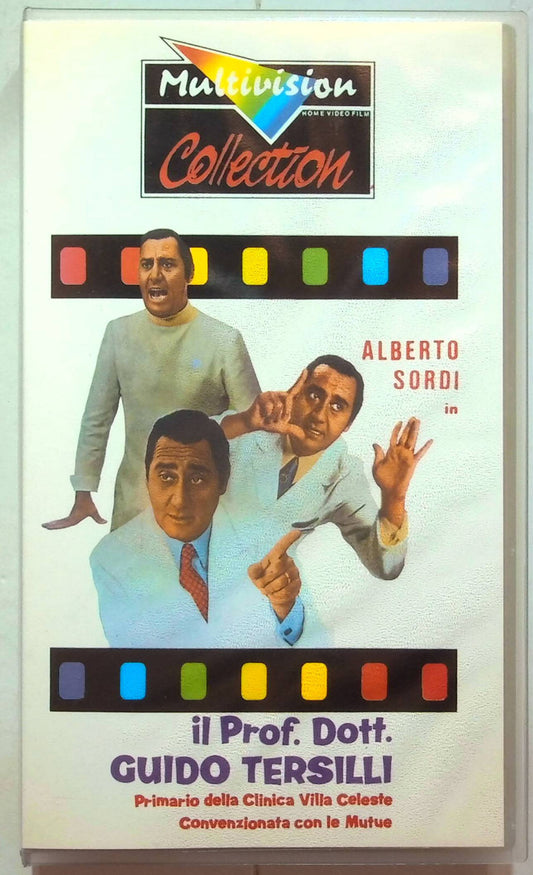 Multivision
HOME VIDEO FILM
Collection
ALBERTO
SORDI
in
il Prof. Dott.
GUIDO TERSILLI
Primario della Clinica Villa Celeste
Convenzionata con le Mutue